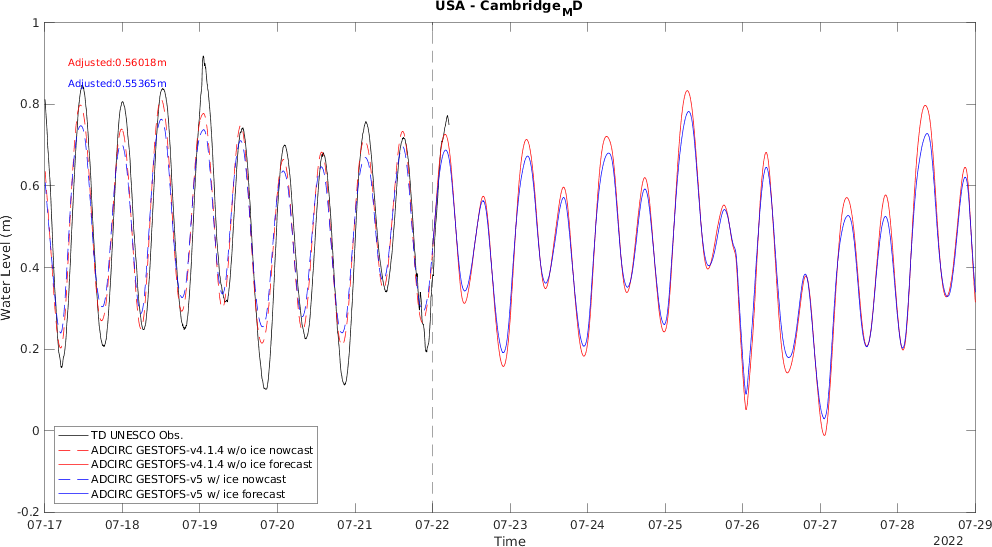 USA - Cambridge_MD
1
Adjusted:0.56018m
Adjusted:0.55365m
0.8
0.6
0.4
0.2
0
-0.2
Water Level (m)
TD UNESCO Obs.
ADCIRC GESTOFS-v4.1.4 w/o ice nowcast
ADCIRC GESTOFS-v4.1.4 w/o ice forecast
ADCIRC GESTOFS-v5 w/ ice nowcast
ADCIRC GESTOFS-v5 w/ ice forecast
07-17 07-18 07-19 07-20 07-21 07-22 07-23 07-24 07-25 07-26 07-27 07-28 07-29
Time
2022